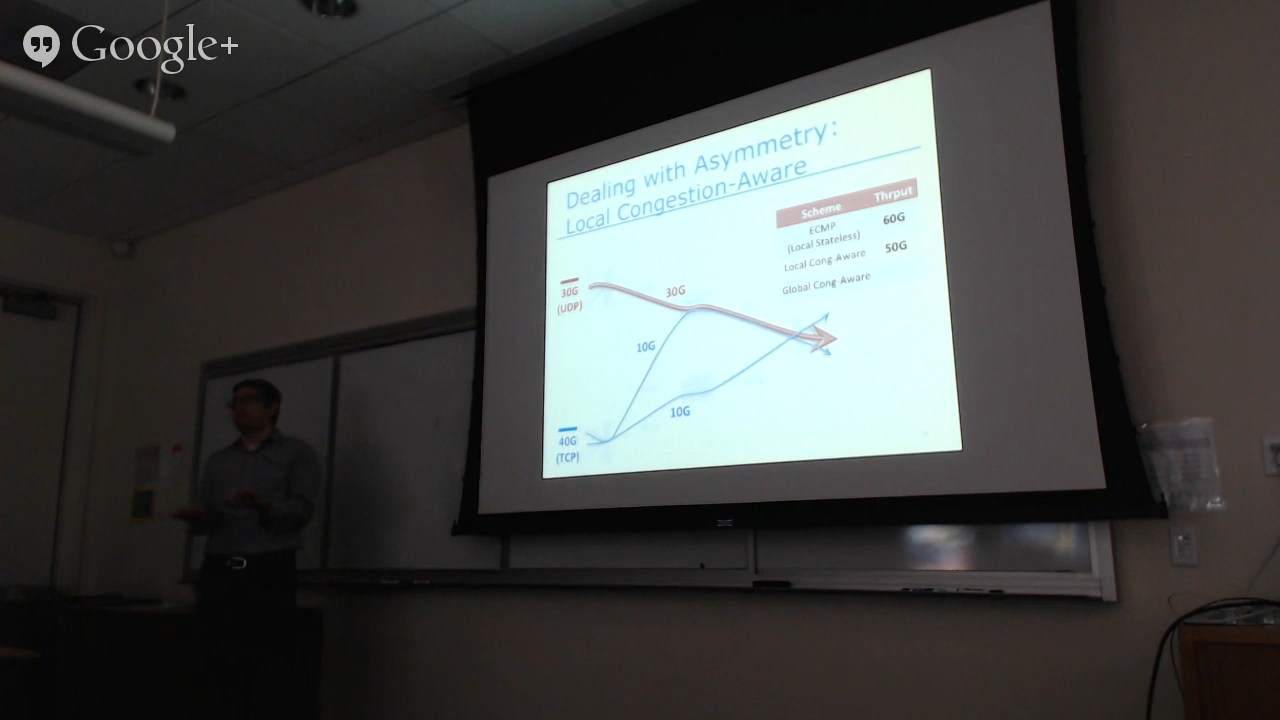 Google+
Dealing with Asymmetry:
Local Congestion-Aware
Scheme Thrput
ECMP
(Local Stateless) 60G
Local Cong-Aware 50G
Global Cong-Aware
30G
(UDP)
30G
10G
10G
40G
(TCP)